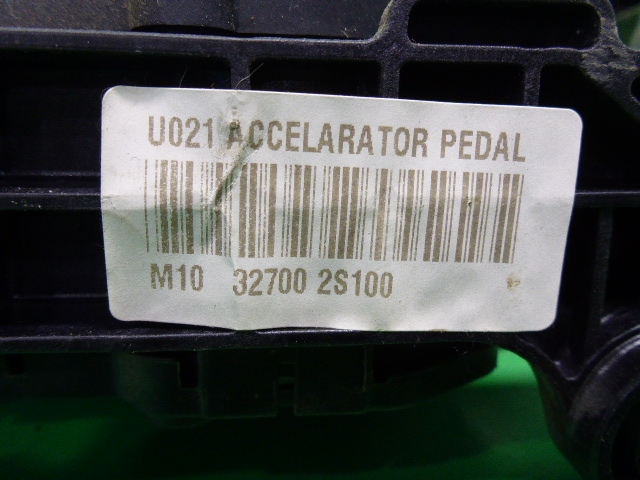 U021 ACCELARATOR PEDAL
M10 32700 2S100